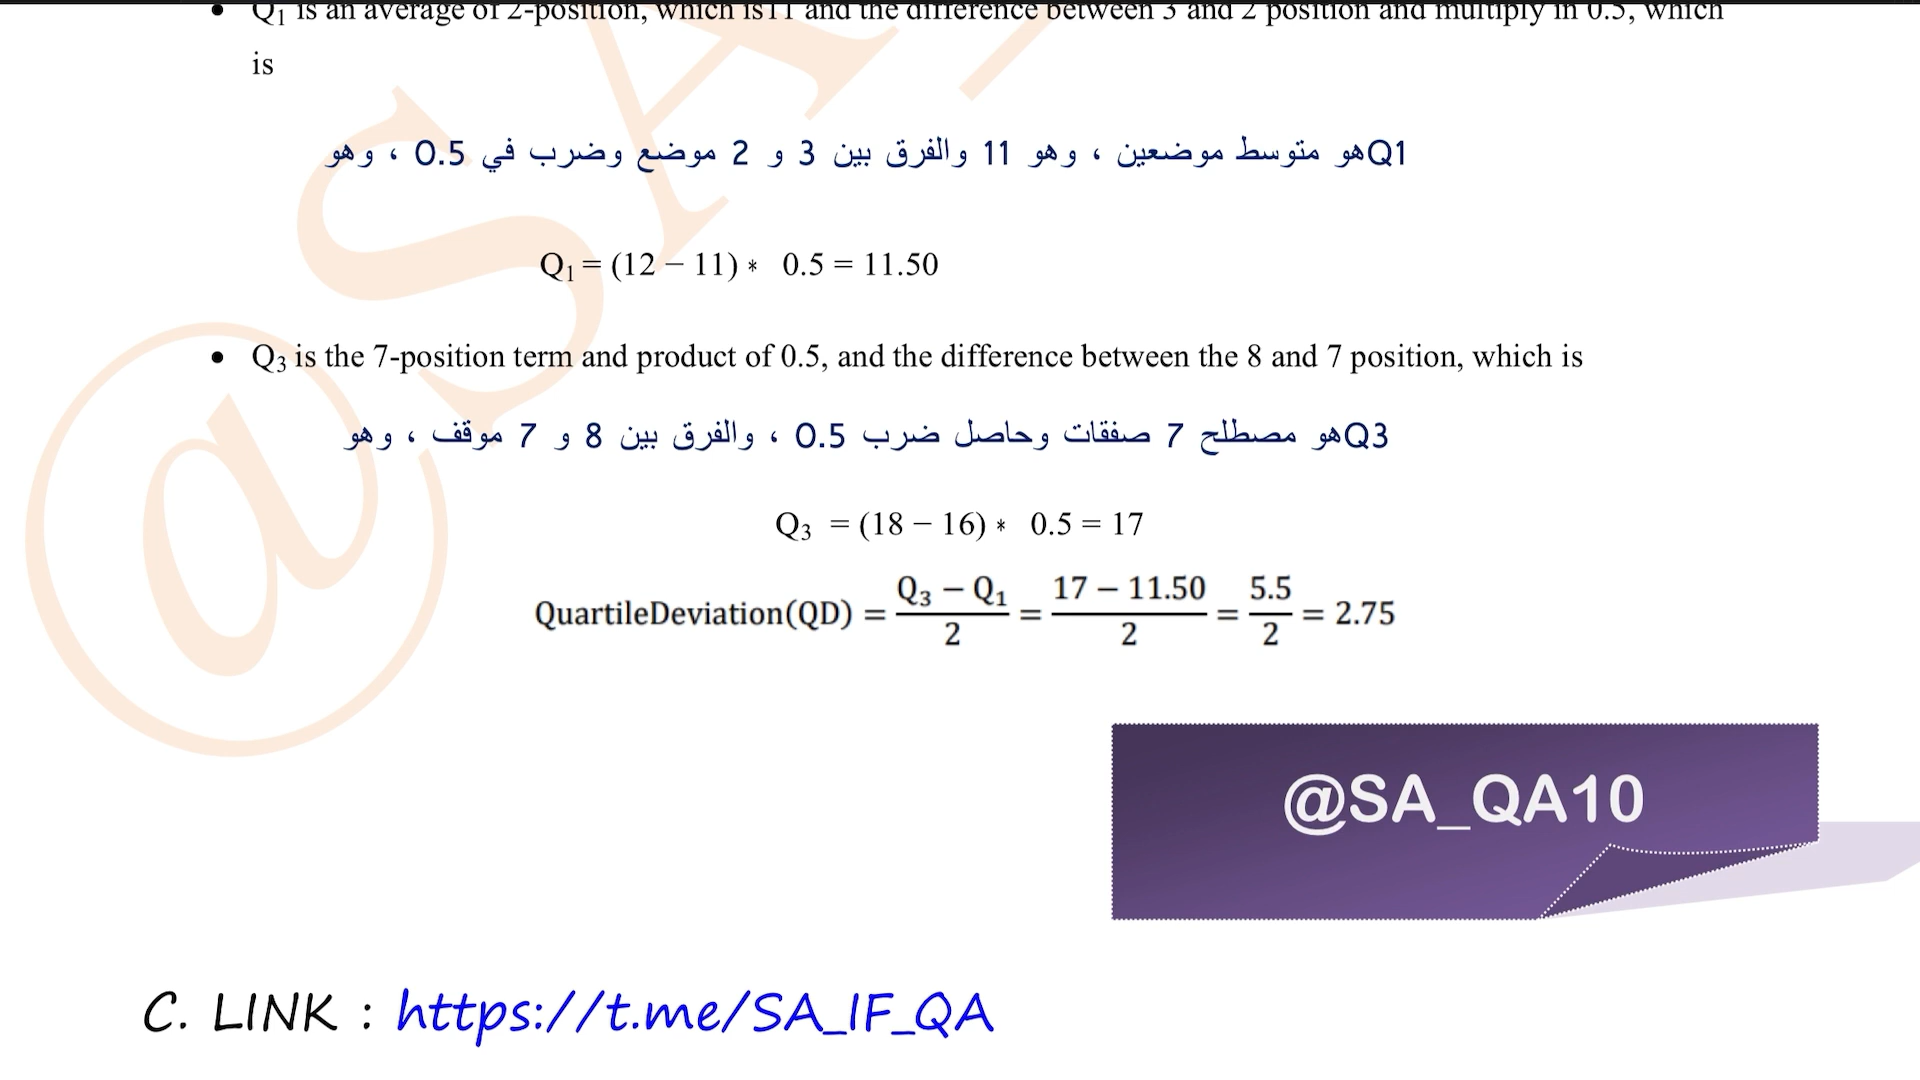 • Q₁ is an average of 2-position, which is11 and the difference between 3 and 2 position and multiply in 0.5, which
is
Q1هو متوسط موضعين ، وهو 11 والفرق بين 3 و 2 موضع وضرب في 0.5 ، وهو
Q₁ = (12 – 11) * 0.5 = 11.50
• Q₃ is the 7-position term and product of 0.5, and the difference between the 8 and 7 position, which is
Q3هو مصطلح 7 صفقات وحاصل ضرب 0.5 ، والفرق بين 8 و 7 موقف ، وهو
Q₃ = (18 – 16) * 0.5 = 17
QuartileDeviation(QD) = (Q₃ − Q₁)/2 = (17 − 11.50)/2 = 5.5/2 = 2.75
@SA_QA10
C. LINK : https://t.me/SA_IF_QA
@SA_